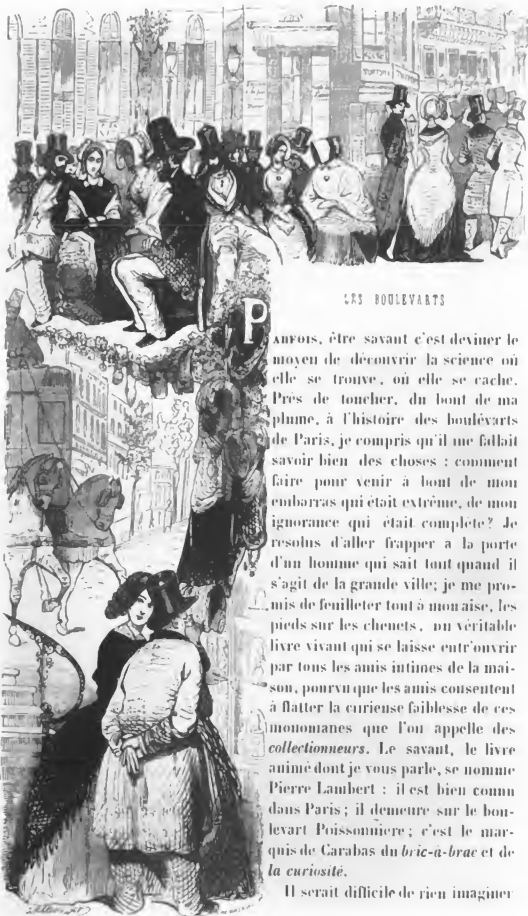 TORTONI
LES BOULEVARTS
PARFOIS, être savant c'est deviner le
moyen de découvrir la science où
elle se trouve, où elle se cache.
Près de toucher, du bout de ma
plume, à l'histoire des boulevarts
de Paris, je compris qu'il me fallait
savoir bien des choses : comment
faire pour venir à bout de mon
embarras qui était extrême, de mon
ignorance qui était complète? Je
résolus d'aller frapper a la porte
d'un homme qui sait tout quand il
s'agit de la grande ville; je me pro-
mis de feuilleter tout à mon aise, les
pieds sur les chenets, un véritable
livre vivant qui se laisse entr'ouvrir
par tous les amis intimes de la mai-
son, pourvu que les amis consentent
à flatter la curieuse faiblesse de ces
monomanes que l'on appelle des
collectionneurs. Le savant, le livre
animé dont je vous parle, se nomme
Pierre Lambert : il est bien connu
dans Paris; il demeure sur le bou-
levart Poissonnière; c'est le mar-
quis de Carabas du bric-à-brac et de
la curiosité.
Il serait difficile de rien imaginer